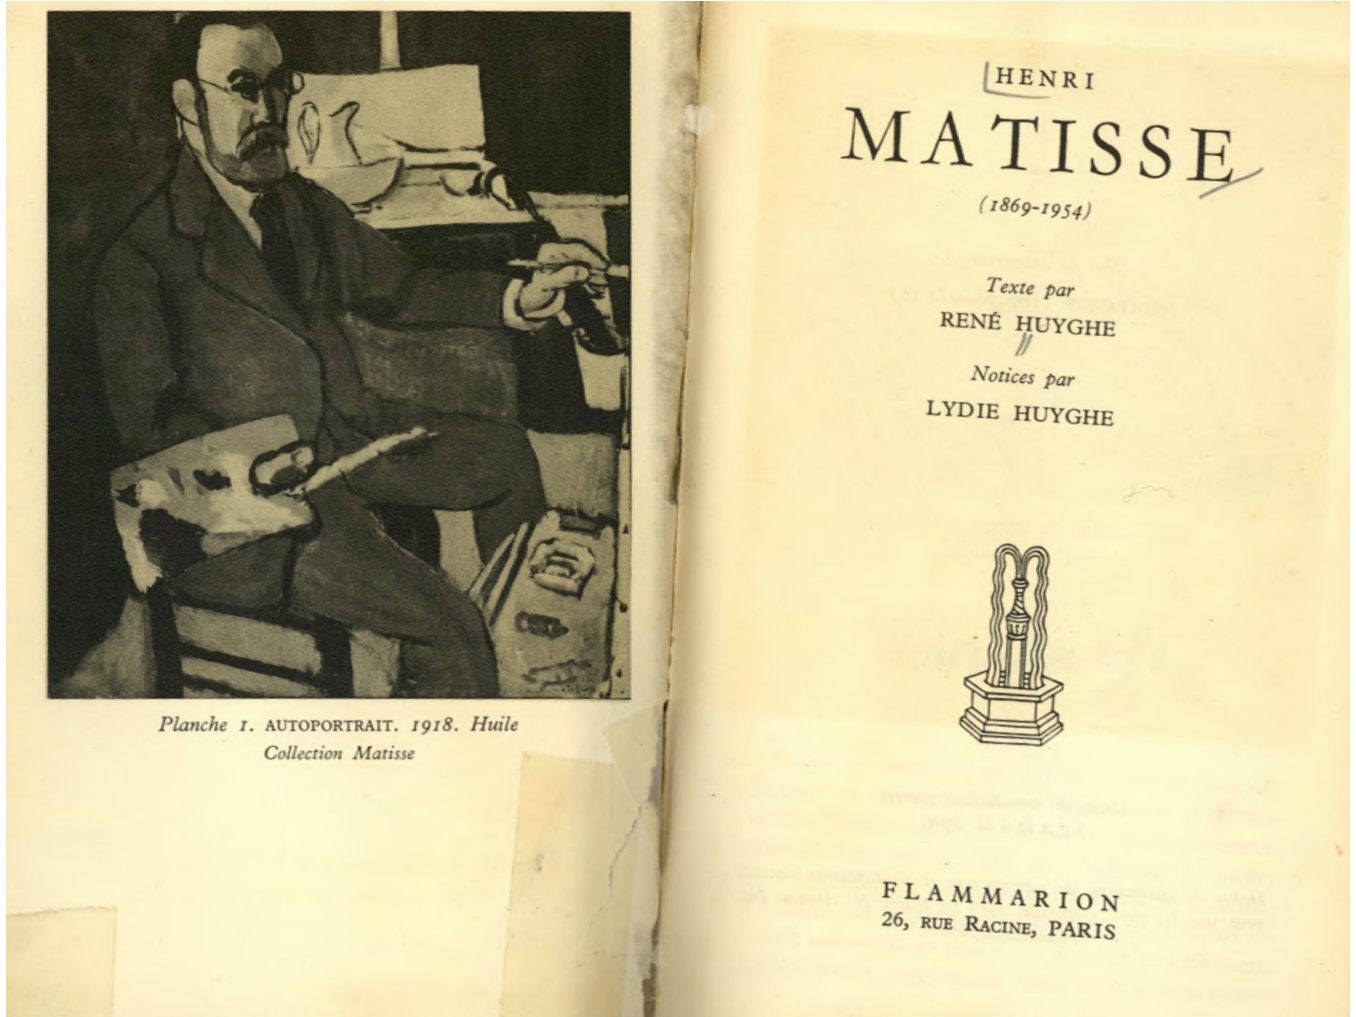 Planche 1. AUTOPORTRAIT. 1918. Huile
Collection Matisse
HENRI
MATISSE
(1869-1954)
Texte par
RENÉ HUYGHE
Notices par
LYDIE HUYGHE
FLAMMARION
26, RUE RACINE, PARIS